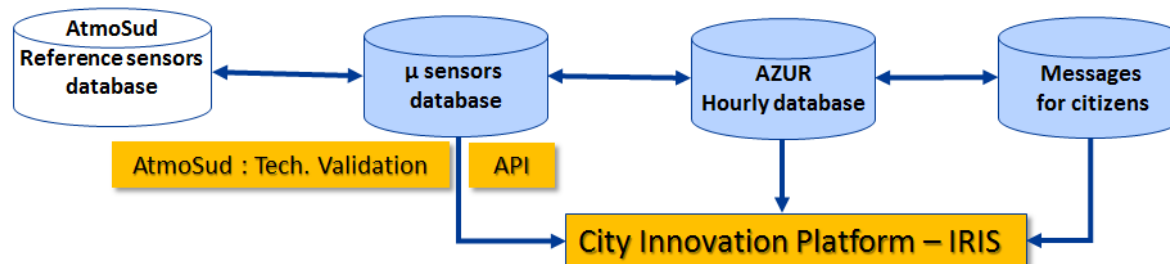 AtmoSud
Reference sensors
database
µ sensors
database
AZUR
Hourly database
Messages
for citizens
AtmoSud : Tech. Validation
API
City Innovation Platform – IRIS